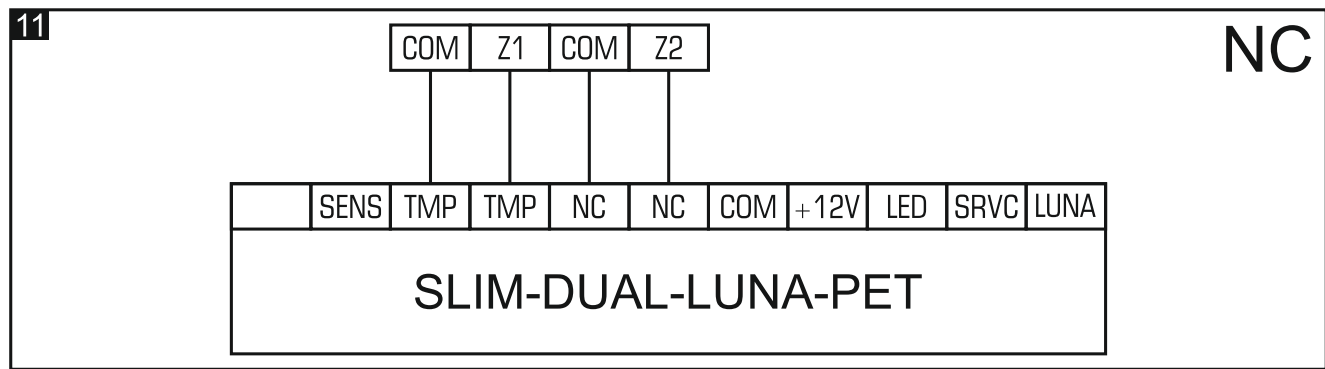 11
NC
COM Z1 COM Z2
SENS TMP TMP NC NC COM +12V LED SRVC LUNA
SLIM-DUAL-LUNA-PET